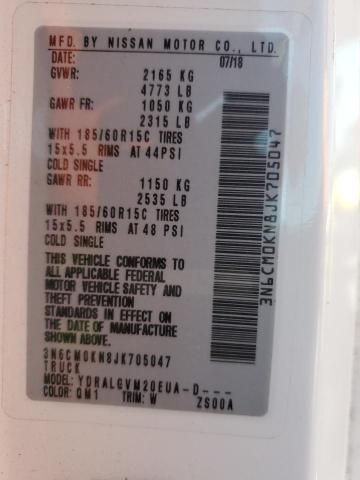 MFD. BY NISSAN MOTOR CO., LTD.
DATE: 07/18
GVWR: 2165 KG
4773 LB
GAWR FR: 1050 KG
2315 LB
WITH 185/60R15C TIRES
15x5.5 RIMS AT 44PSI
COLD SINGLE
GAWR RR: 1150 KG
2535 LB
WITH 185/60R15C TIRES
15x5.5 RIMS AT 48 PSI
COLD SINGLE
THIS VEHICLE CONFORMS TO
ALL APPLICABLE FEDERAL
MOTOR VEHICLE SAFETY AND
THEFT PREVENTION
STANDARDS IN EFFECT ON
THE DATE OF MANUFACTURE
SHOWN ABOVE.
3N6CM0KN8JK705047
TRUCK
MODEL: YDRALGVM20EUA-D---
COLOR: QM1 TRIM: W ZS00A
3N6CM0KN8JK705047